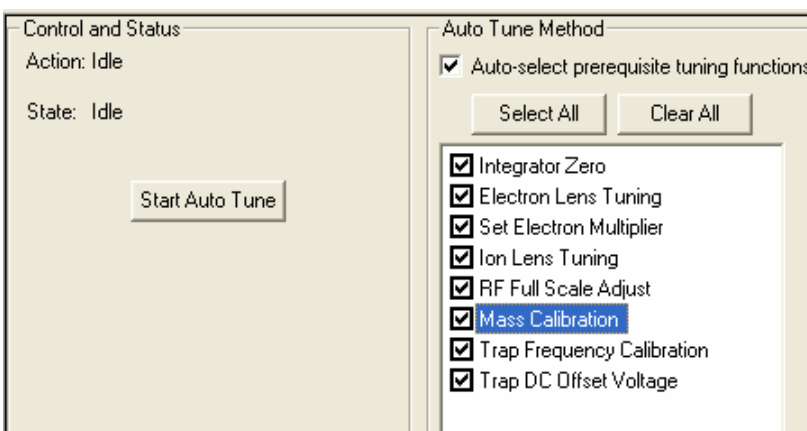 Control and Status
Action: Idle
State: Idle
Start Auto Tune
Auto Tune Method
Auto-select prerequisite tuning functions
Select All
Clear All
Integrator Zero
Electron Lens Tuning
Set Electron Multiplier
Ion Lens Tuning
RF Full Scale Adjust
Mass Calibration
Trap Frequency Calibration
Trap DC Offset Voltage